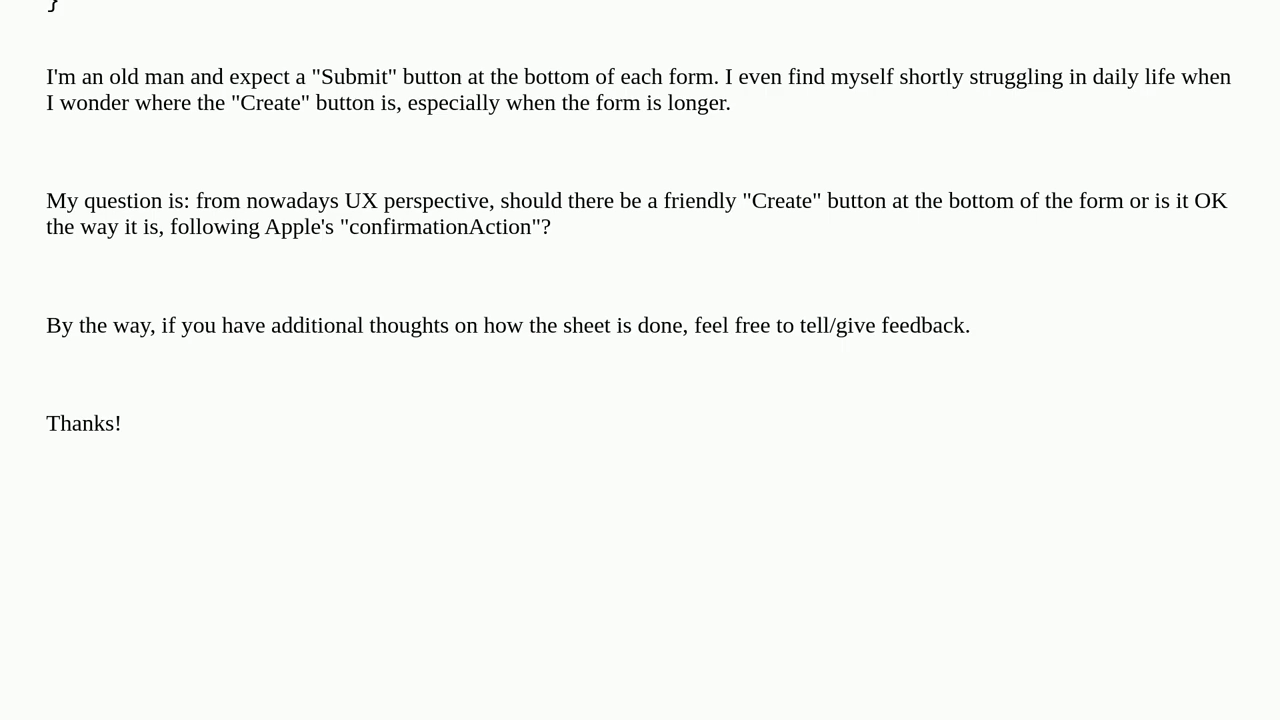 }
I'm an old man and expect a "Submit" button at the bottom of each form. I even find myself shortly struggling in daily life when
I wonder where the "Create" button is, especially when the form is longer.
My question is: from nowadays UX perspective, should there be a friendly "Create" button at the bottom of the form or is it OK
the way it is, following Apple's "confirmationAction"?
By the way, if you have additional thoughts on how the sheet is done, feel free to tell/give feedback.
Thanks!